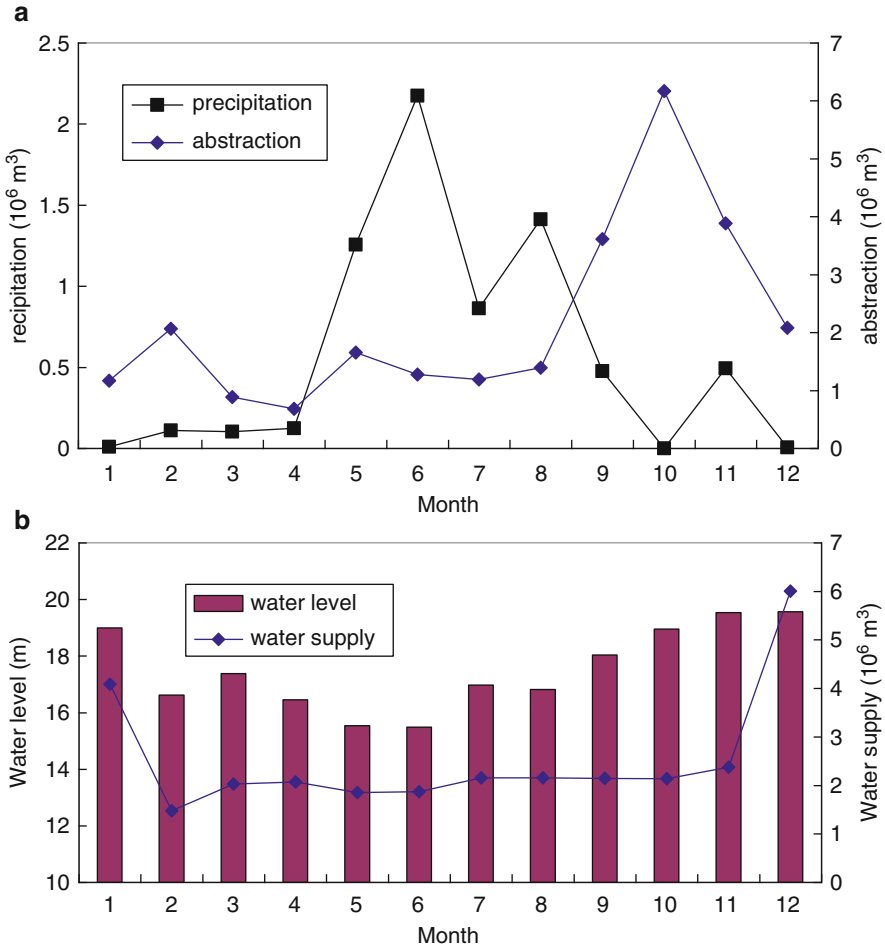 a
2.5
2
1.5
1
0.5
0
recipitation (10⁶ m³)
precipitation
abstraction
7
6
5
4
3
2
1
0
abstraction (10⁶ m³)
1 2 3 4 5 6 7 8 9 10 11 12
Month
b
22
20
18
16
14
12
10
Water level (m)
water level
water supply
7
6
5
4
3
2
1
0
Water supply (10⁶ m³)
1 2 3 4 5 6 7 8 9 10 11 12
Month